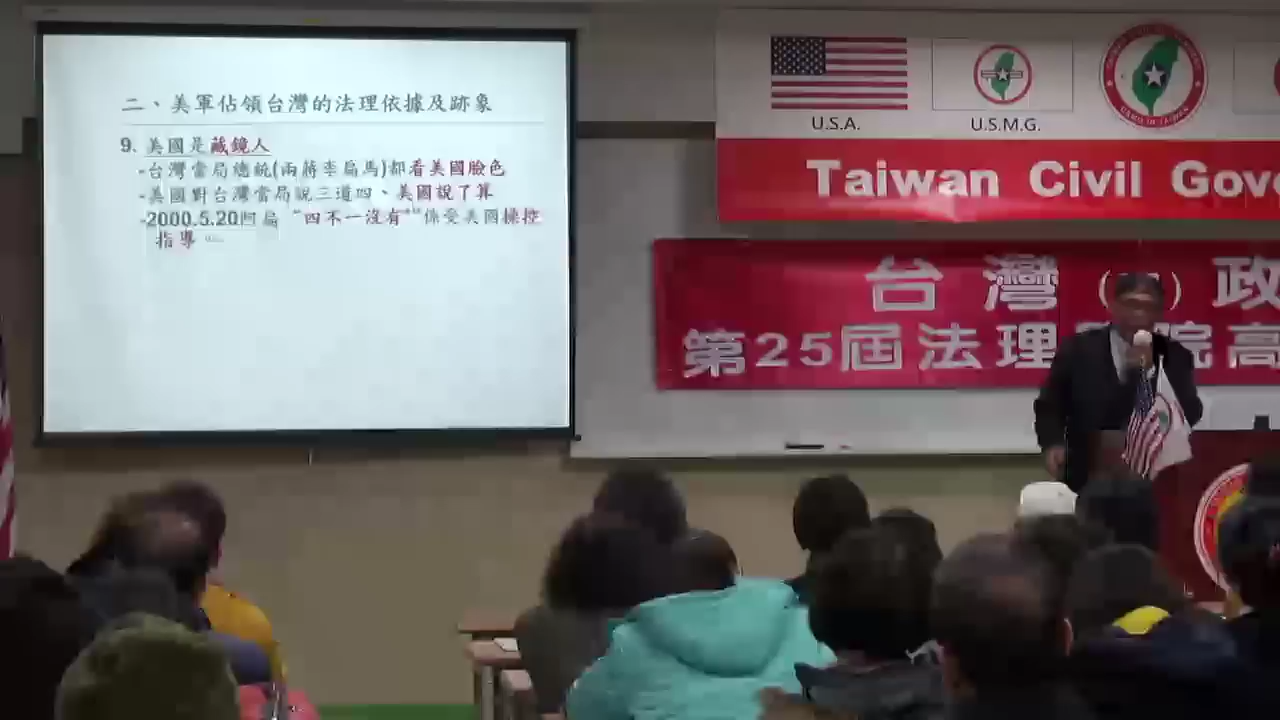 二、美軍佔領台灣的法理依據及跡象
9. 美國是藏鏡人
-台灣當局總統(兩蔣李扁馬)都看美國臉色
-美國對台灣當局說三道四、美國說了算
-2000.5.20阿扁 “四不一沒有”係受美國操控
指導
U.S.A.
U.S.M.G.
Taiwan Civil Gove
台灣( )政
第25屆法理 院高